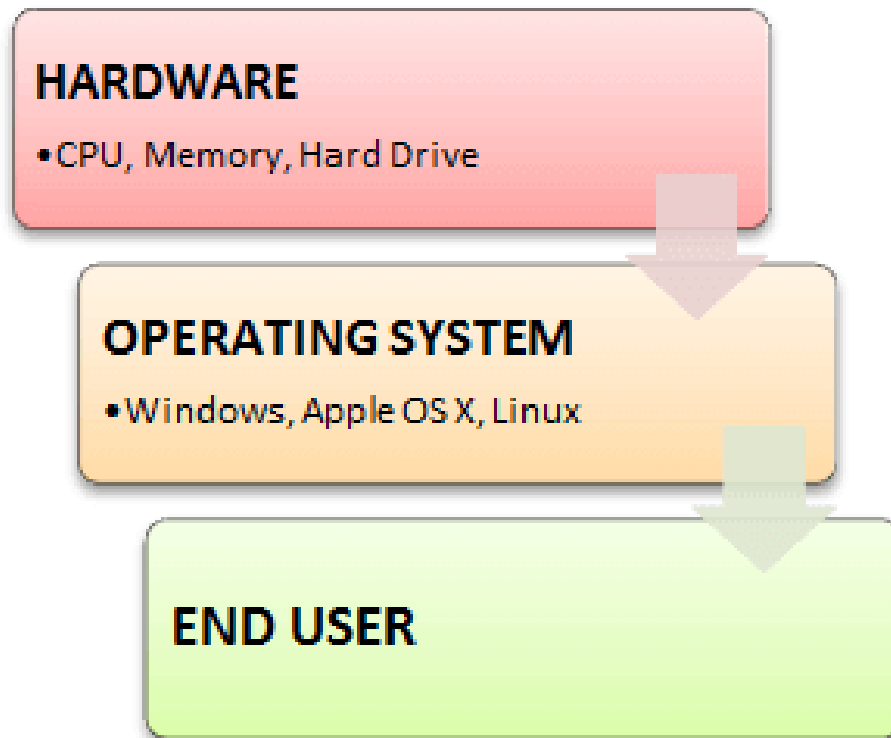 HARDWARE
•CPU, Memory, Hard Drive
OPERATING SYSTEM
•Windows, Apple OS X, Linux
END USER